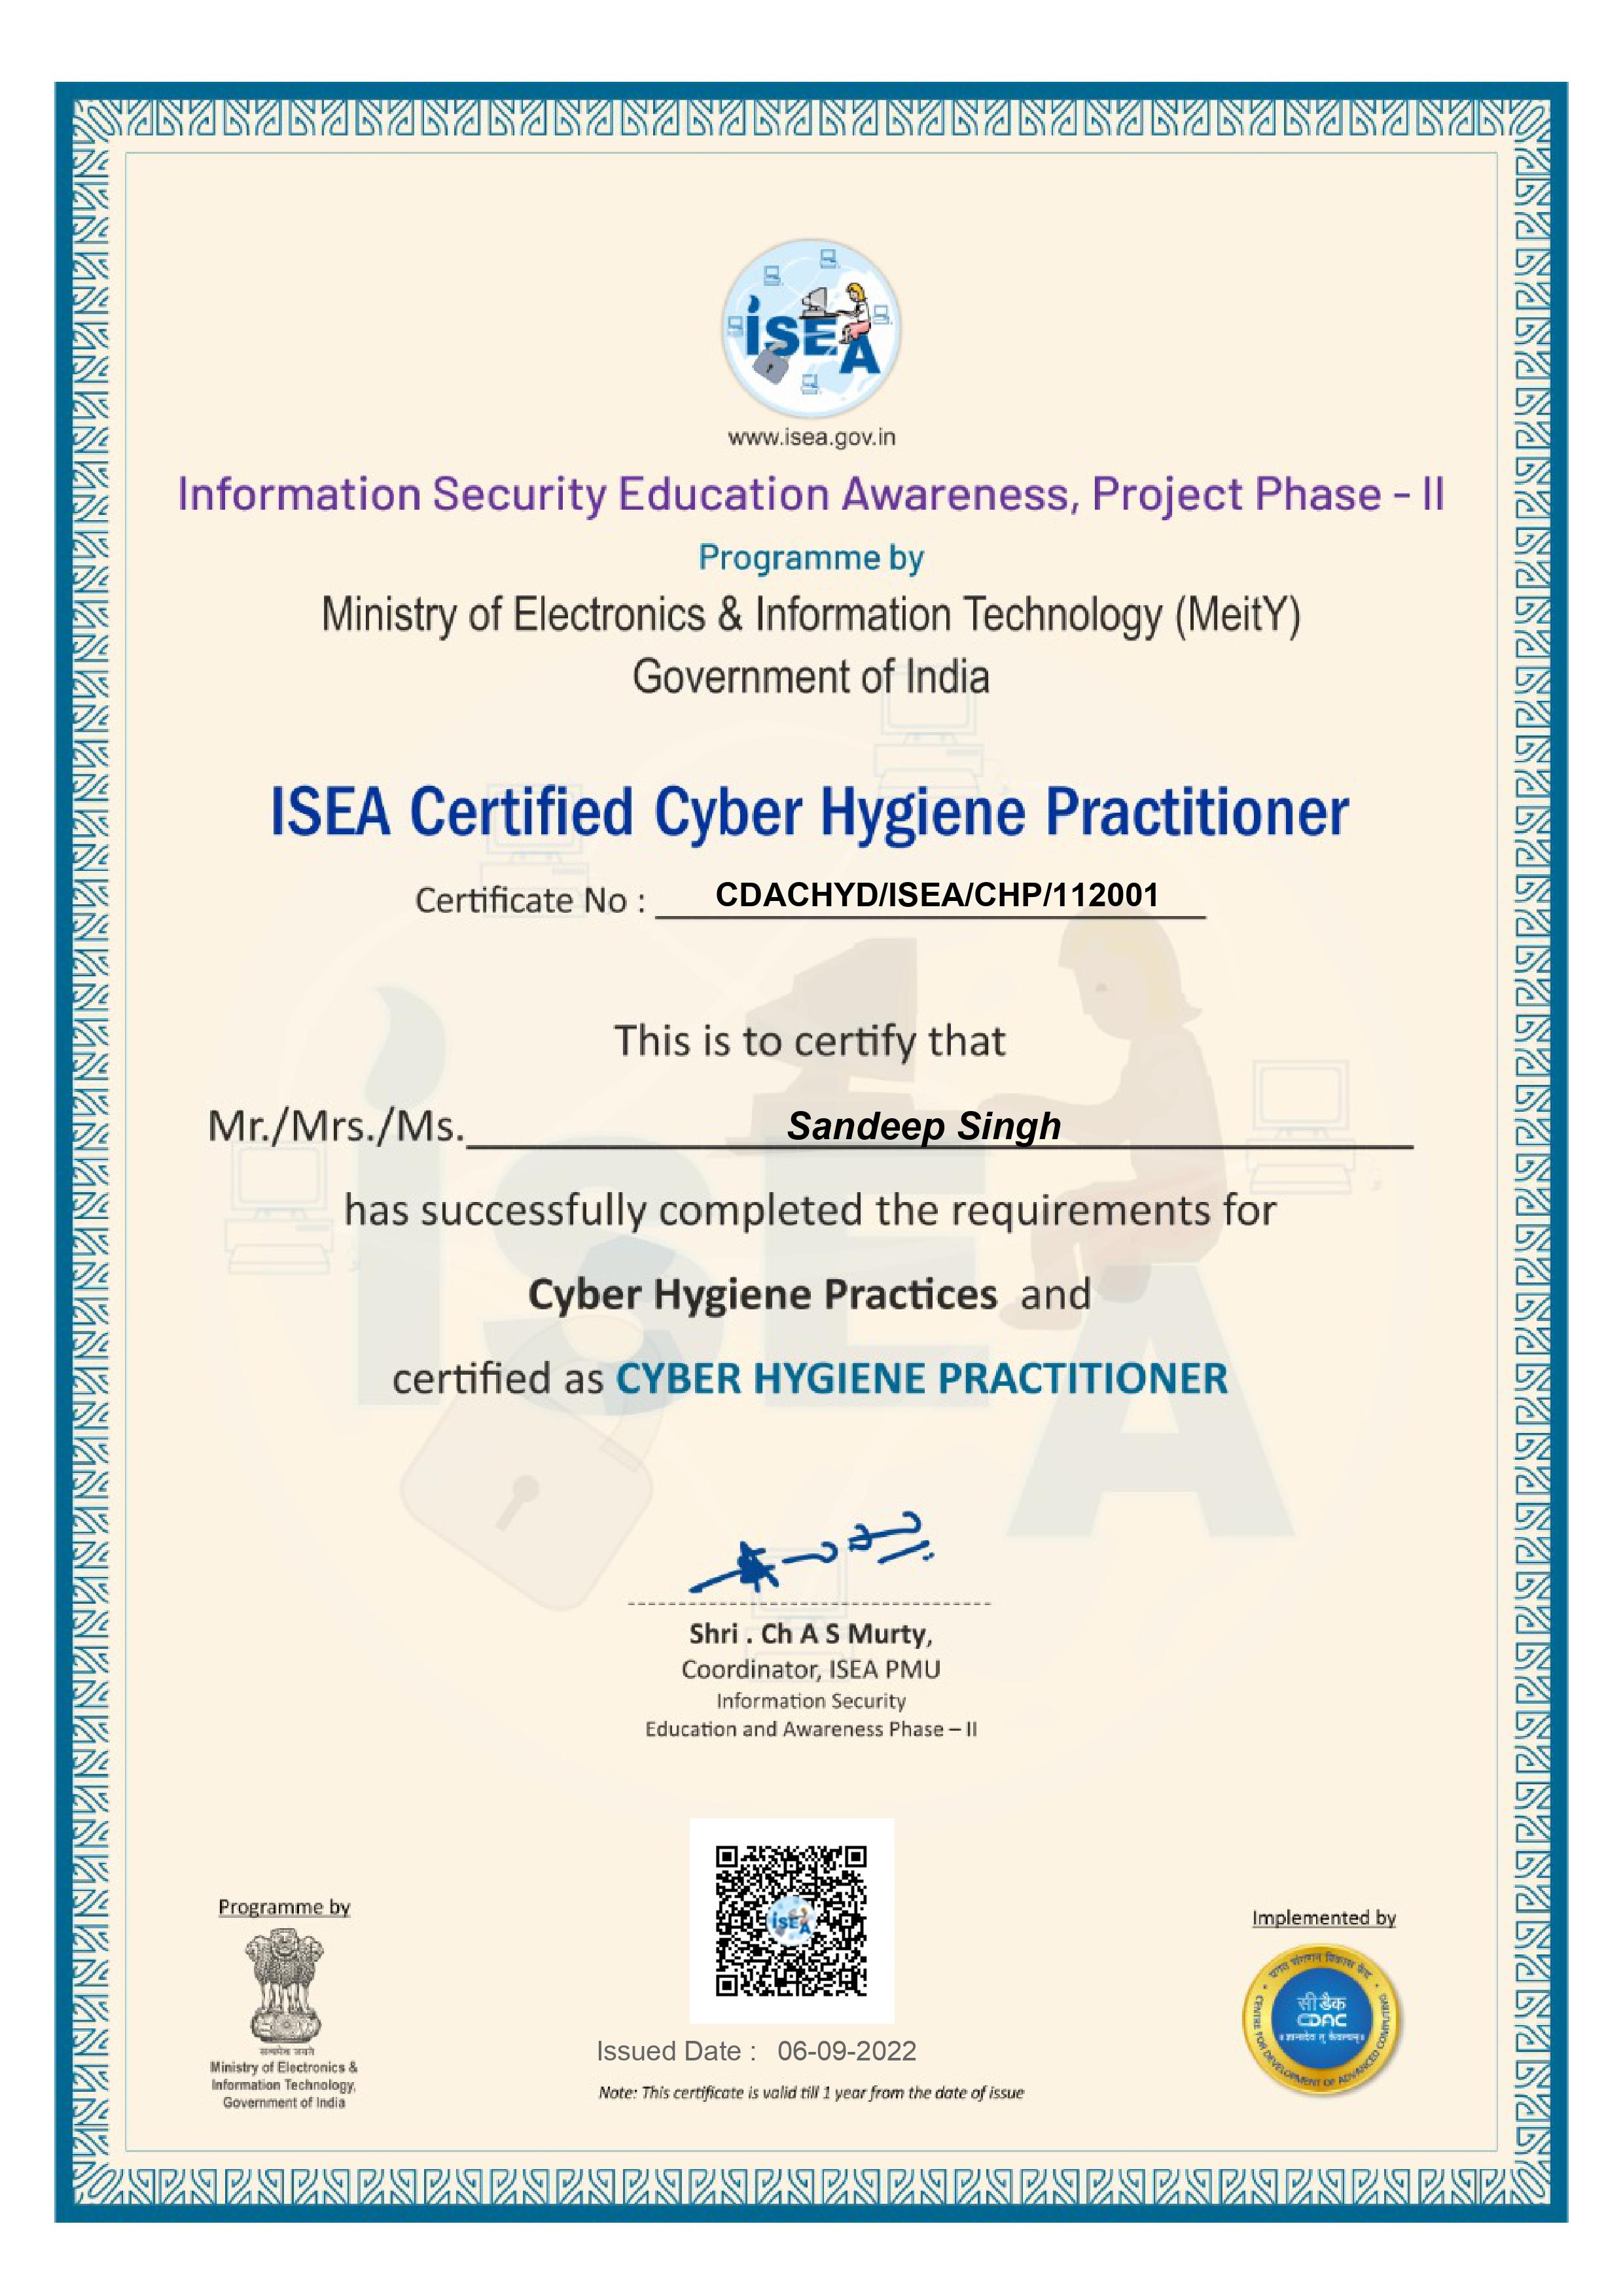 iSEA
www.isea.gov.in
Information Security Education Awareness, Project Phase - II
Programme by
Ministry of Electronics & Information Technology (MeitY)
Government of India
ISEA Certified Cyber Hygiene Practitioner
Certificate No : CDACHYD/ISEA/CHP/112001
This is to certify that
Mr./Mrs./Ms. Sandeep Singh
has successfully completed the requirements for
Cyber Hygiene Practices and
certified as CYBER HYGIENE PRACTITIONER
Shri . Ch A S Murty,
Coordinator, ISEA PMU
Information Security
Education and Awareness Phase – II
Programme by
सत्यमेव जयते
Ministry of Electronics &
Information Technology,
Government of India
iSEA
Issued Date : 06-09-2022
Note: This certificate is valid till 1 year from the date of issue
Implemented by
प्रगत संगणन विकास केंद्र
सी डैक
CDAC
॥ ज्ञानादेव तु कैवल्यम् ॥
CENTRE FOR DEVELOPMENT OF ADVANCED COMPUTING